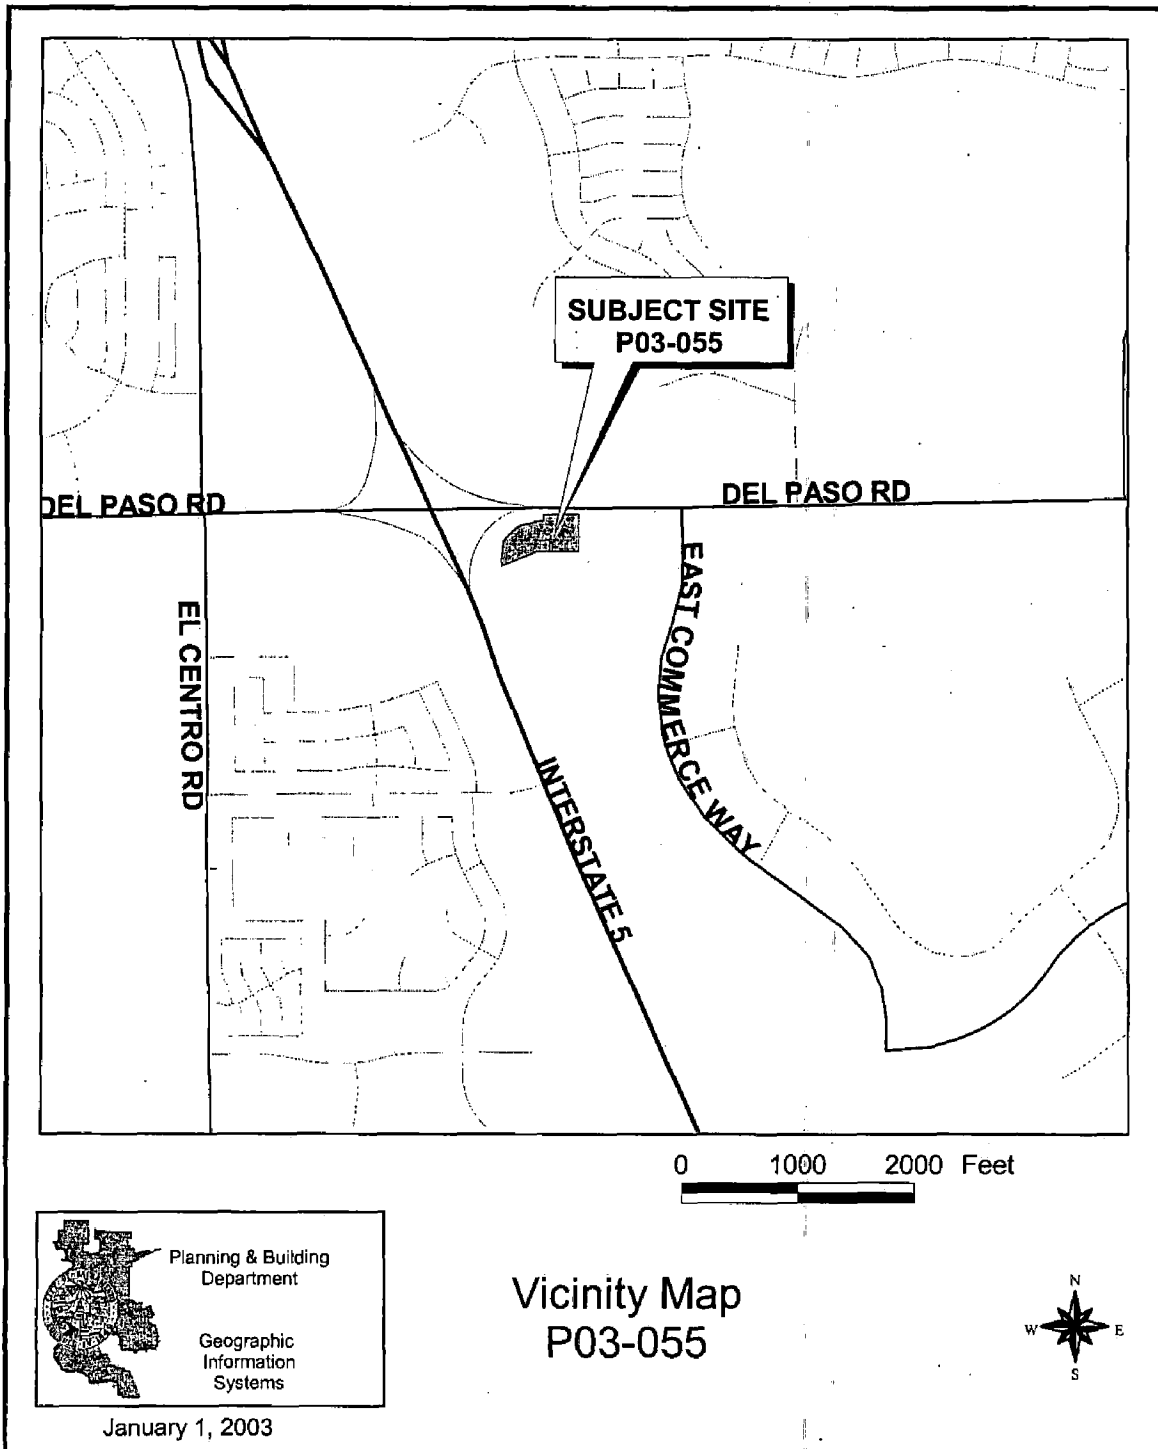 SUBJECT SITE
P03-055
DEL PASO RD
DEL PASO RD
EL CENTRO RD
EAST COMMERCE WAY
INTERSTATE 5
0 1000 2000 Feet
Planning & Building
Department
Geographic
Information
Systems
January 1, 2003
Vicinity Map
P03-055
N
W E
S